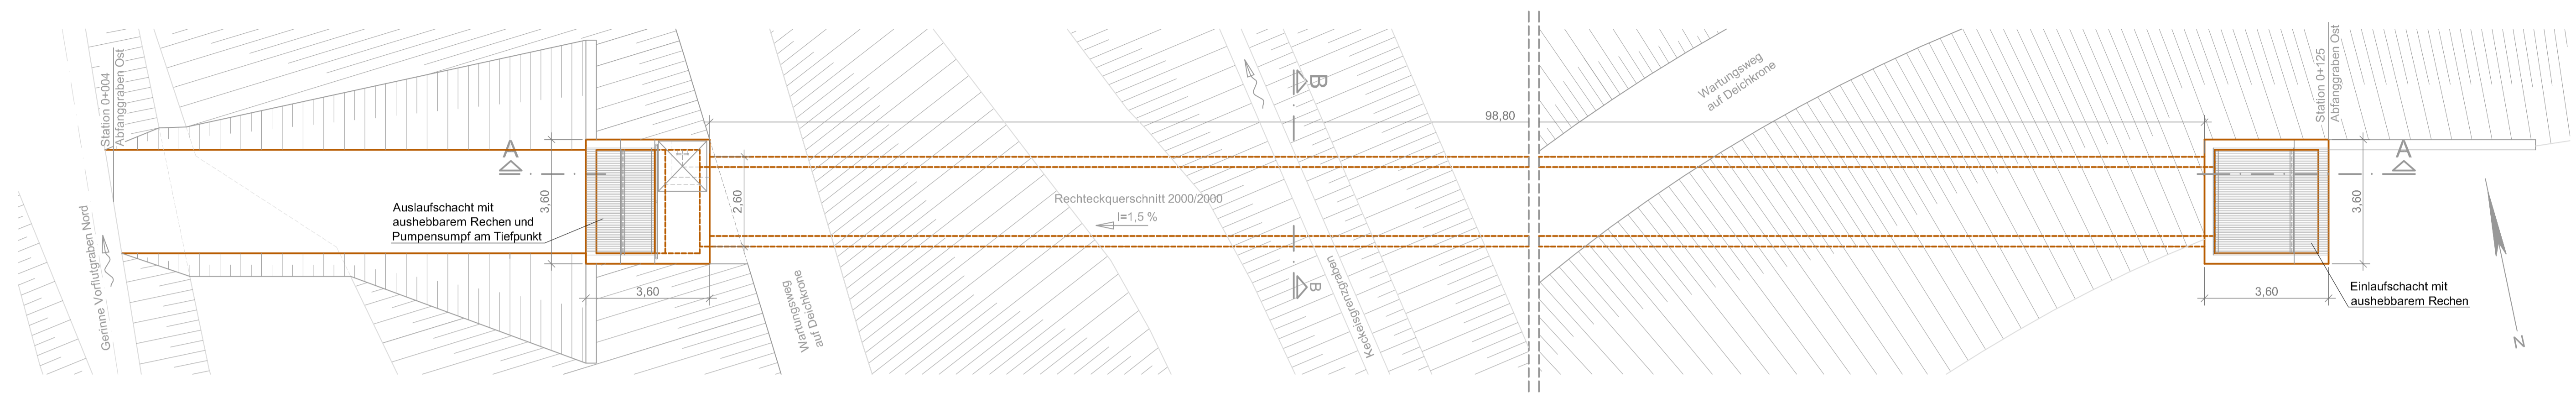 Station 0+004
Abfanggraben Ost
Gerinne Vorflutgraben Nord
A
3,60
Auslaufschacht mit
aushebbarem Rechen und
Pumpensumpf am Tiefpunkt
3,60
2,60
Wartungsweg
auf Deichkrone
98,80
Rechteckquerschnitt 2000/2000
I=1,5 %
B
B
Keckeisgrenzgraben
Wartungsweg
auf Deichkrone
Station 0+125
Abfanggraben Ost
A
3,60
3,60
Einlaufschacht mit
aushebbarem Rechen
N